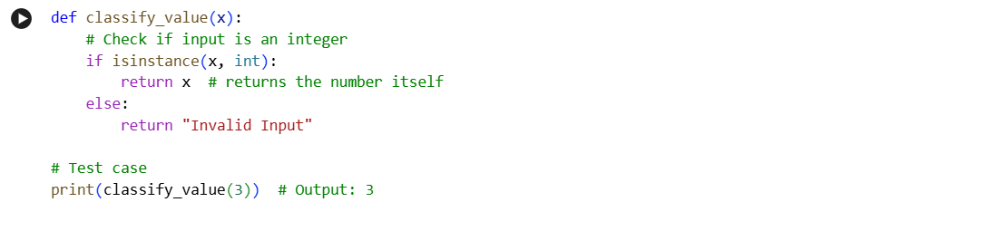 def classify_value(x):
    # Check if input is an integer
    if isinstance(x, int):
        return x  # returns the number itself
    else:
        return "Invalid Input"

# Test case
print(classify_value(3))  # Output: 3